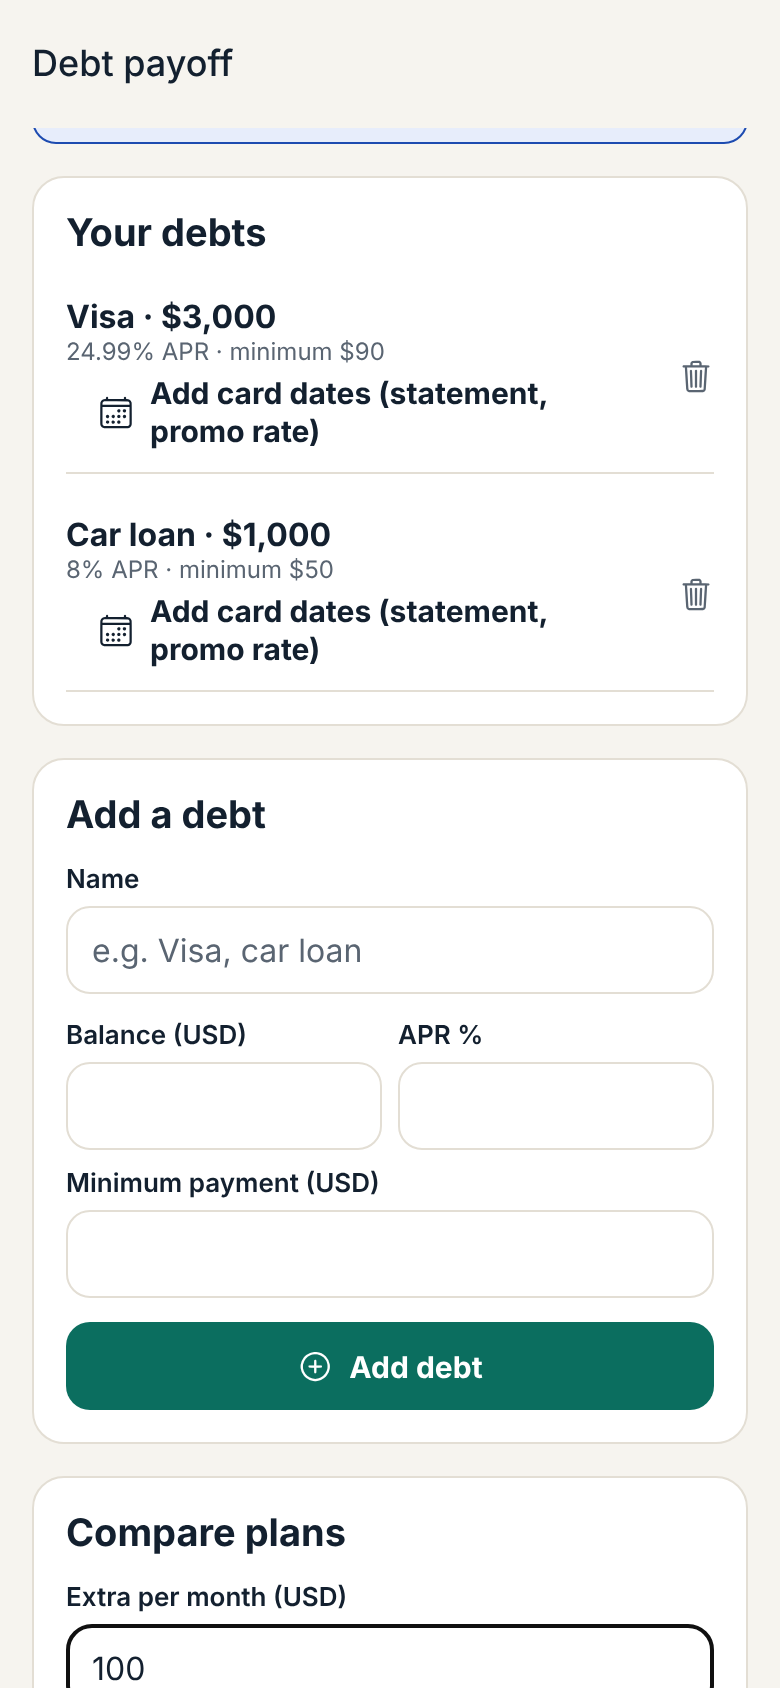 Debt payoff
Your debts
Visa · $3,000
24.99% APR · minimum $90
Add card dates (statement,
promo rate)
Car loan · $1,000
8% APR · minimum $50
Add card dates (statement,
promo rate)
Add a debt
Name
e.g. Visa, car loan
Balance (USD) APR %
Minimum payment (USD)
Add debt
Compare plans
Extra per month (USD)
100